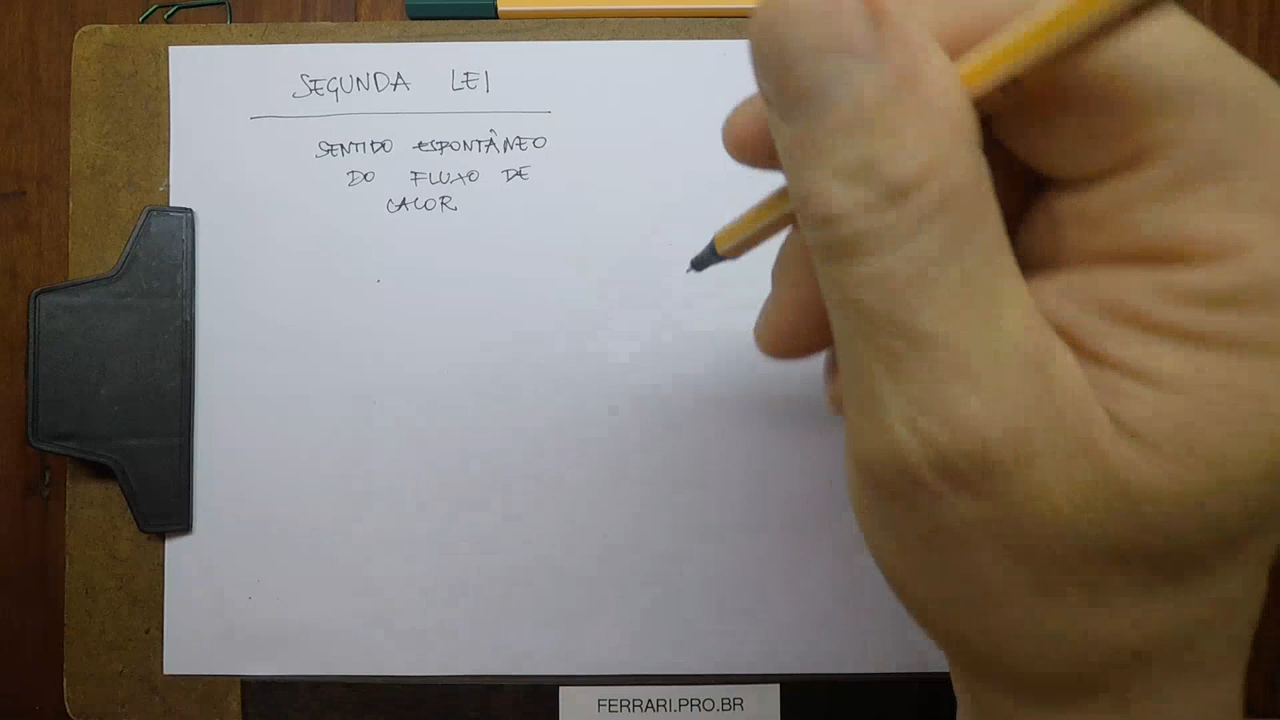 SEGUNDA LEI
SENTIDO ESPONTÂNEO
DO FLUXO DE
CALOR
FERRARI.PRO.BR